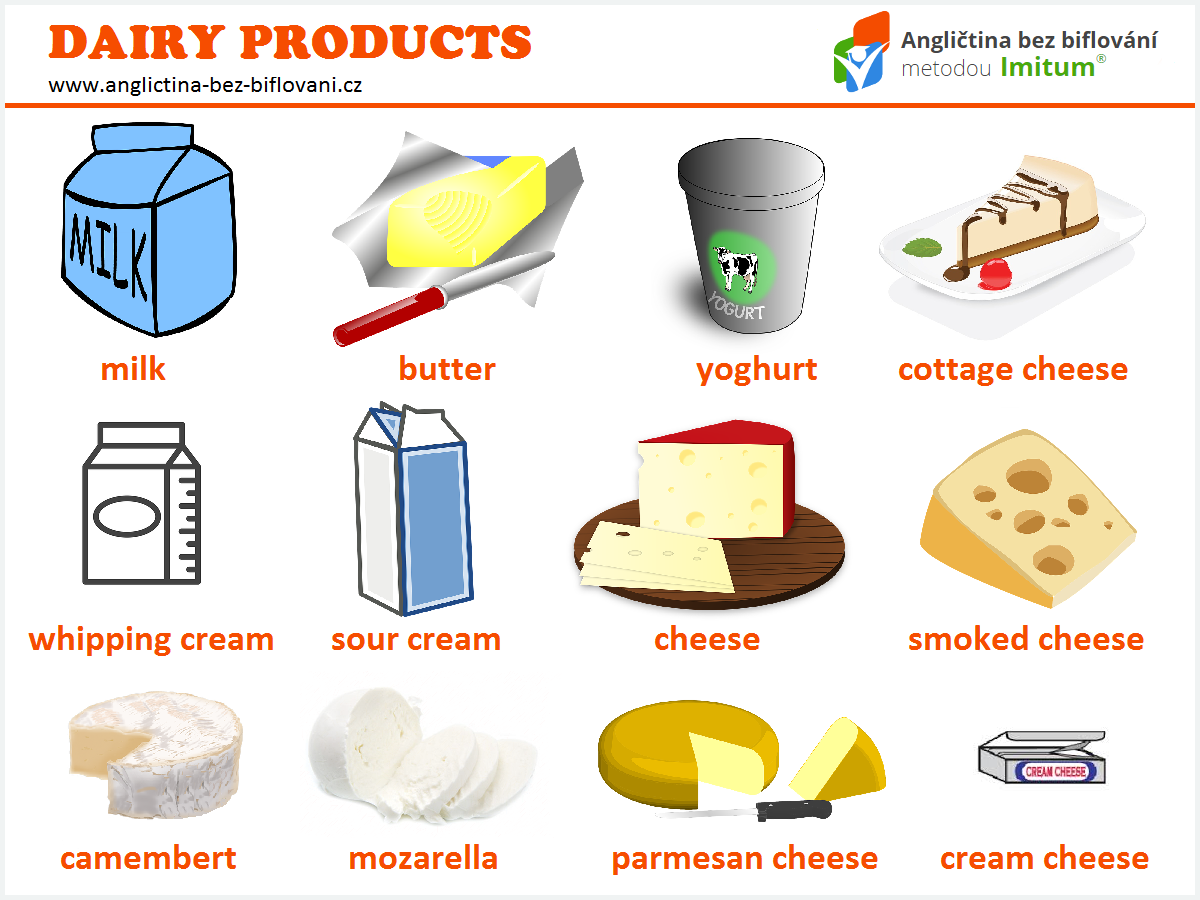 DAIRY PRODUCTS
www.anglictina-bez-biflovani.cz
Angličtina bez biflování
metodou Imitum®
MILK
YOGURT
milk
butter
yoghurt
cottage cheese
whipping cream
sour cream
cheese
smoked cheese
CREAM CHEESE
camembert
mozarella
parmesan cheese
cream cheese